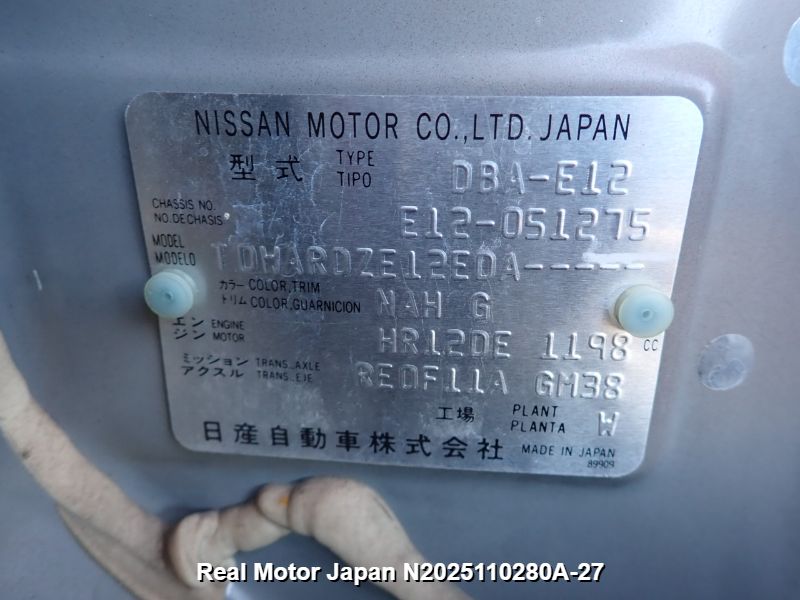 NISSAN MOTOR CO.,LTD. JAPAN
型式 TYPE TIPO DBA-E12
CHASSIS NO. NO.DECHASIS E12-051275
MODEL MODELO TDWARDZE12EDA-----
カラー COLOR,TRIM トリム COLOR,GUARNICION NAH G
エンジン ENGINE MOTOR HR12DE 1198 CC
ミッション TRANS._AXLE アクスル TRANS._EJE RE0F11A GM38
工場 PLANT PLANTA W
日産自動車株式会社 MADE IN JAPAN
89909
Real Motor Japan N2025110280A-27